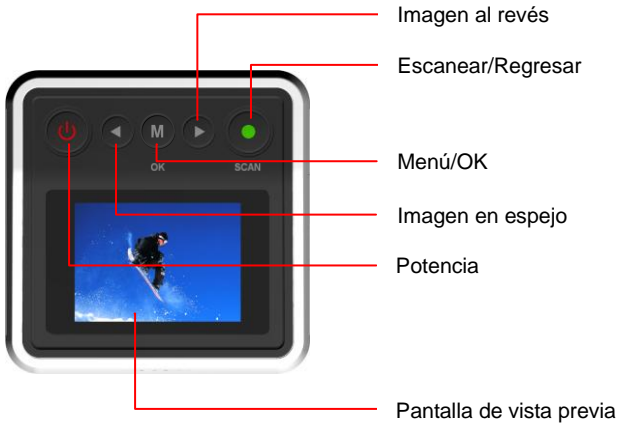 Imagen al revés
Escanear/Regresar
M
OK
SCAN
Menú/OK
Imagen en espejo
Potencia
Pantalla de vista previa